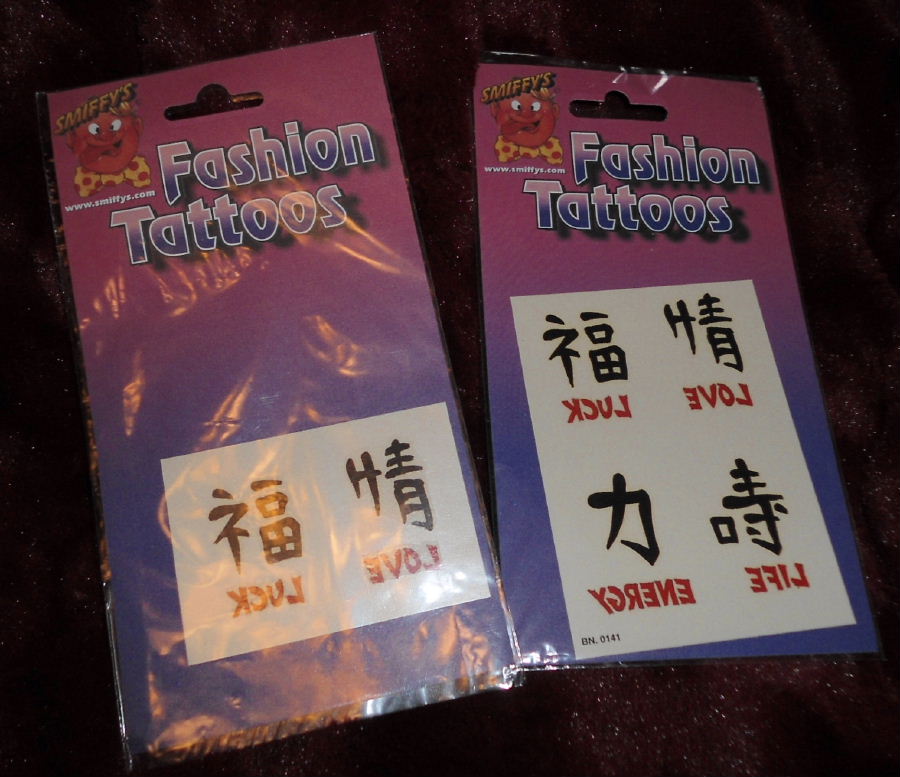 SMIFFY'S
www.smiffys.com
Fashion
Tattoos
福 情
LUCK LOVE
SMIFFY'S
www.smiffys.com
Fashion
Tattoos
福 情
LUCK LOVE
力
ENERGY LIFE
BN. 0141